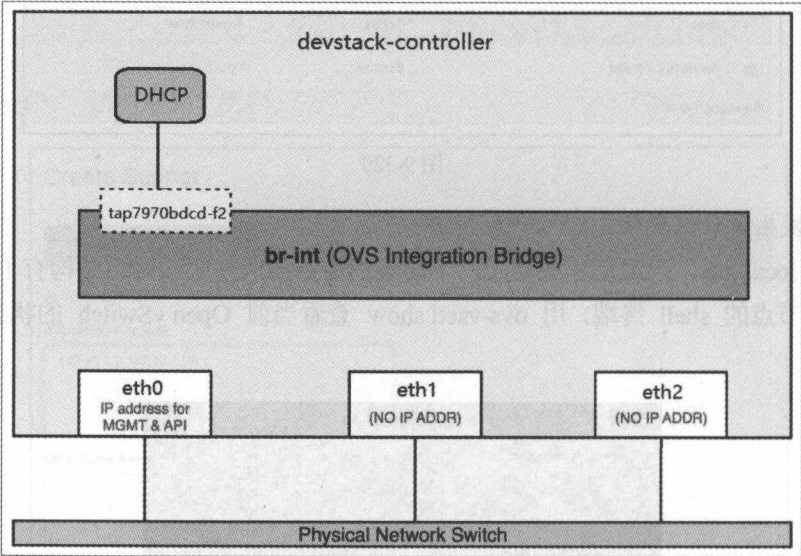 devstack-controller
DHCP
tap7970bdcd-f2
br-int (OVS Integration Bridge)
eth0
IP address for
MGMT & API
eth1
(NO IP ADDR)
eth2
(NO IP ADDR)
Physical Network Switch